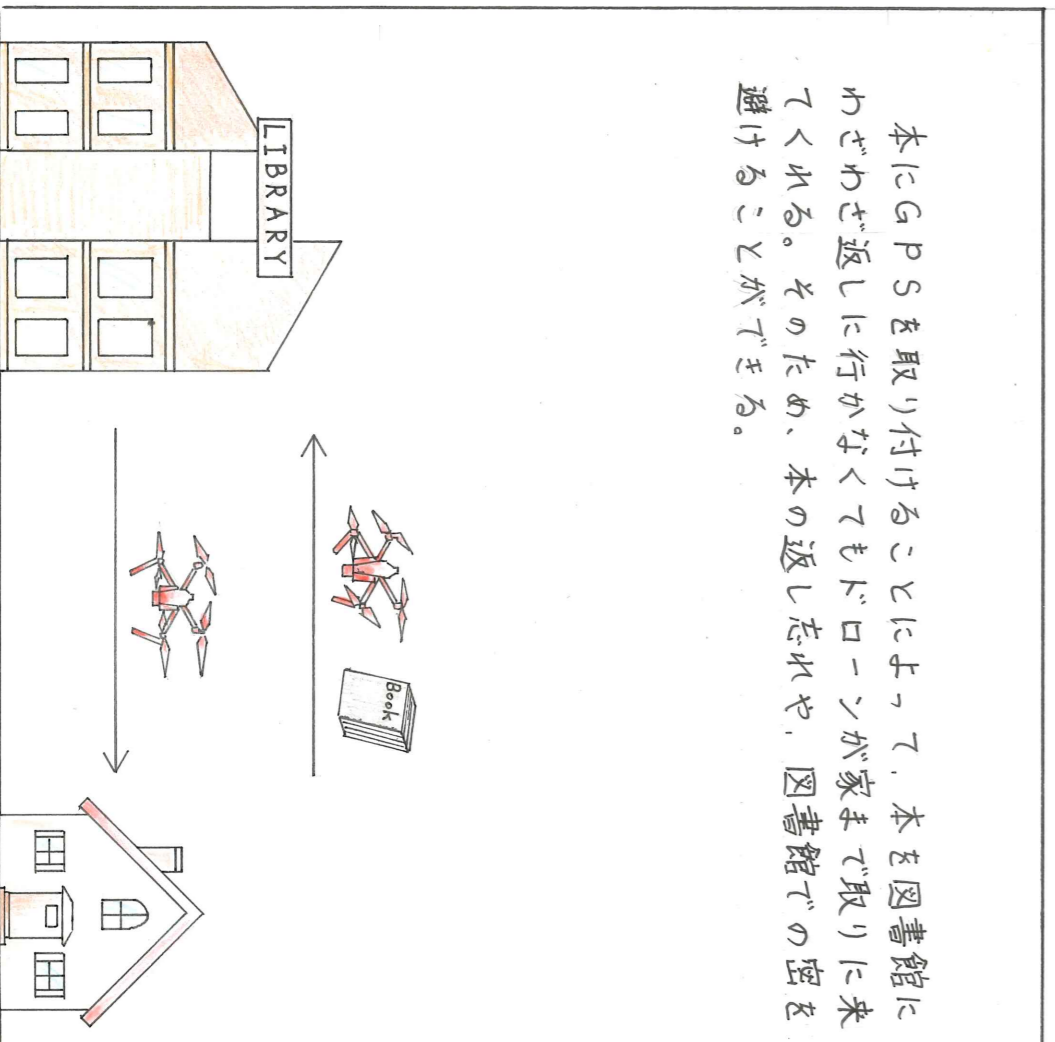 本にGPSを取り付けることによって、本を図書館に
わざわざ返しに行かなくてもドローンが家まで取りに来
てくれる。そのため、本の返し忘れや、図書館での密を
避けることができる。
LIBRARY
Book